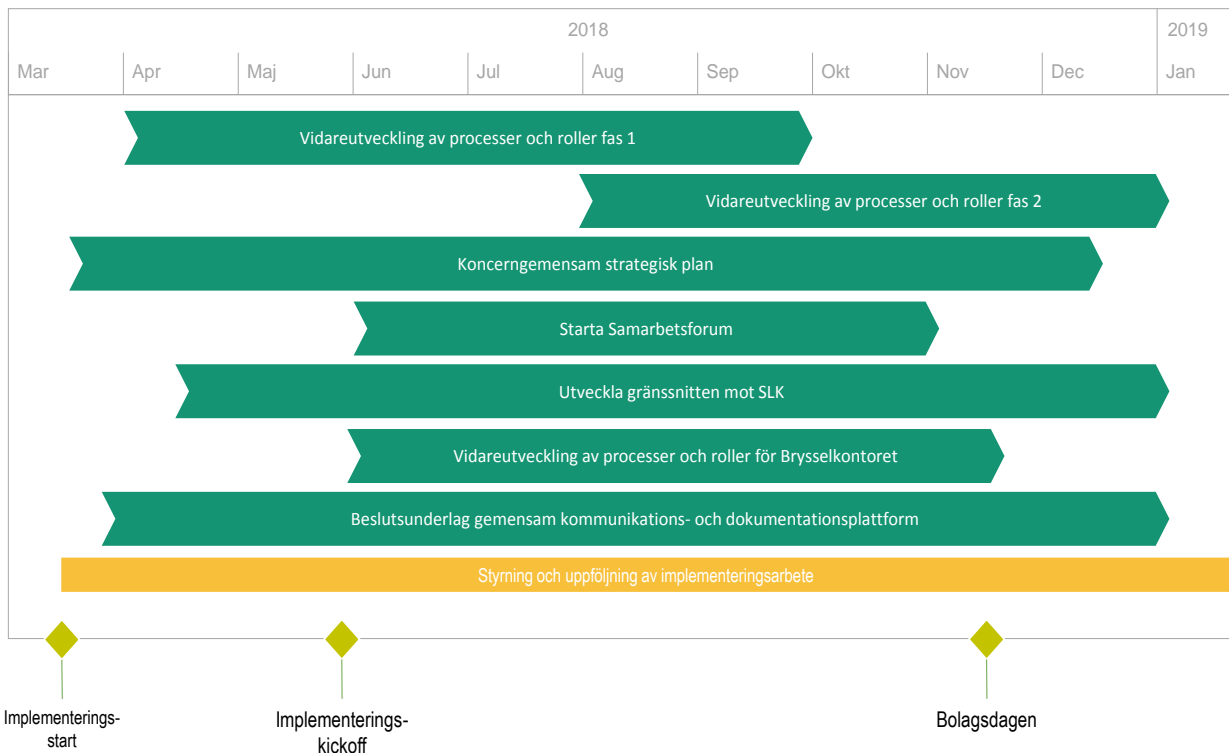 2018 2019
Mar Apr Maj Jun Jul Aug Sep Okt Nov Dec Jan
Vidareutveckling av processer och roller fas 1
Vidareutveckling av processer och roller fas 2
Koncerngemensam strategisk plan
Starta Samarbetsforum
Utveckla gränssnitten mot SLK
Vidareutveckling av processer och roller för Brysselkontoret
Beslutsunderlag gemensam kommunikations- och dokumentationsplattform
Styrning och uppföljning av implementeringsarbete
Implementerings-
start
Implementerings-
kickoff
Bolagsdagen